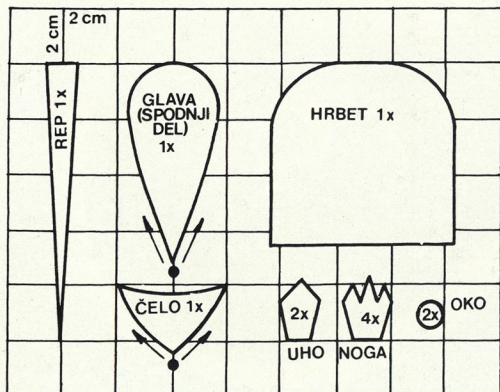 2 cm
2 cm
REP 1x
GLAVA
(SPODNJI
DEL)
1x
HRBET 1x
ČELO 1x
2x
UHO
4x
NOGA
2x
OKO